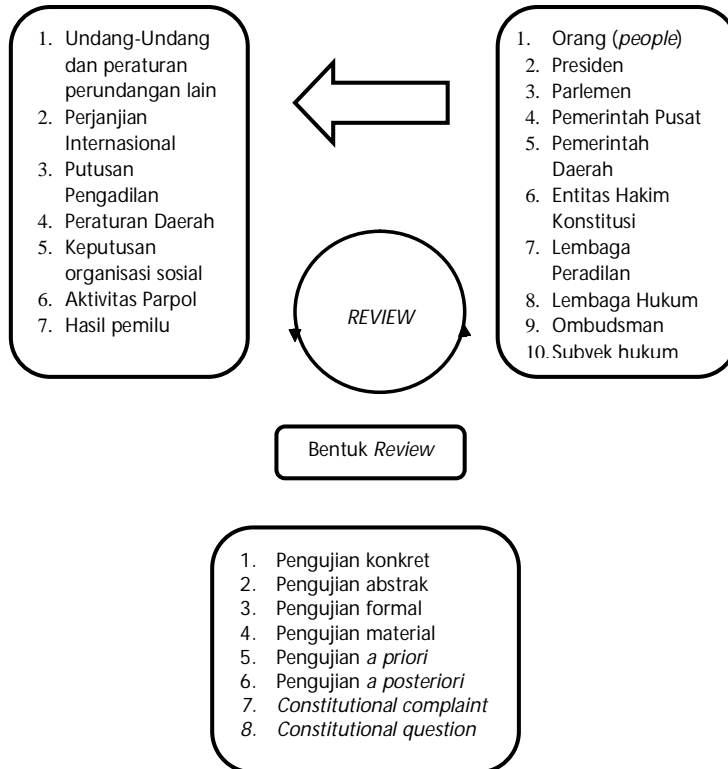 1. Undang-Undang
dan peraturan
perundangan lain
2. Perjanjian
Internasional
3. Putusan
Pengadilan
4. Peraturan Daerah
5. Keputusan
organisasi sosial
6. Aktivitas Parpol
7. Hasil pemilu
1. Orang (people)
2. Presiden
3. Parlemen
4. Pemerintah Pusat
5. Pemerintah
Daerah
6. Entitas Hakim
Konstitusi
7. Lembaga
Peradilan
8. Lembaga Hukum
9. Ombudsman
10. Subyek hukum
REVIEW
Bentuk Review
1. Pengujian konkret
2. Pengujian abstrak
3. Pengujian formal
4. Pengujian material
5. Pengujian a priori
6. Pengujian a posteriori
7. Constitutional complaint
8. Constitutional question